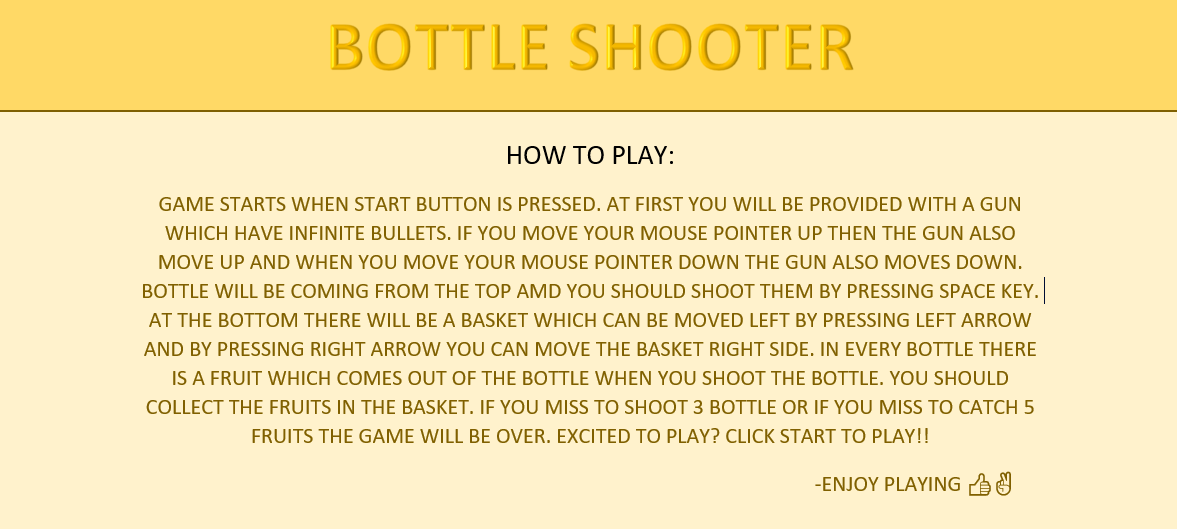 BOTTLE SHOOTER
HOW TO PLAY:
GAME STARTS WHEN START BUTTON IS PRESSED. AT FIRST YOU WILL BE PROVIDED WITH A GUN
WHICH HAVE INFINITE BULLETS. IF YOU MOVE YOUR MOUSE POINTER UP THEN THE GUN ALSO
MOVE UP AND WHEN YOU MOVE YOUR MOUSE POINTER DOWN THE GUN ALSO MOVES DOWN.
BOTTLE WILL BE COMING FROM THE TOP AMD YOU SHOULD SHOOT THEM BY PRESSING SPACE KEY.
AT THE BOTTOM THERE WILL BE A BASKET WHICH CAN BE MOVED LEFT BY PRESSING LEFT ARROW
AND BY PRESSING RIGHT ARROW YOU CAN MOVE THE BASKET RIGHT SIDE. IN EVERY BOTTLE THERE
IS A FRUIT WHICH COMES OUT OF THE BOTTLE WHEN YOU SHOOT THE BOTTLE. YOU SHOULD
COLLECT THE FRUITS IN THE BASKET. IF YOU MISS TO SHOOT 3 BOTTLE OR IF YOU MISS TO CATCH 5
FRUITS THE GAME WILL BE OVER. EXCITED TO PLAY? CLICK START TO PLAY!!
-ENJOY PLAYING 👍✌